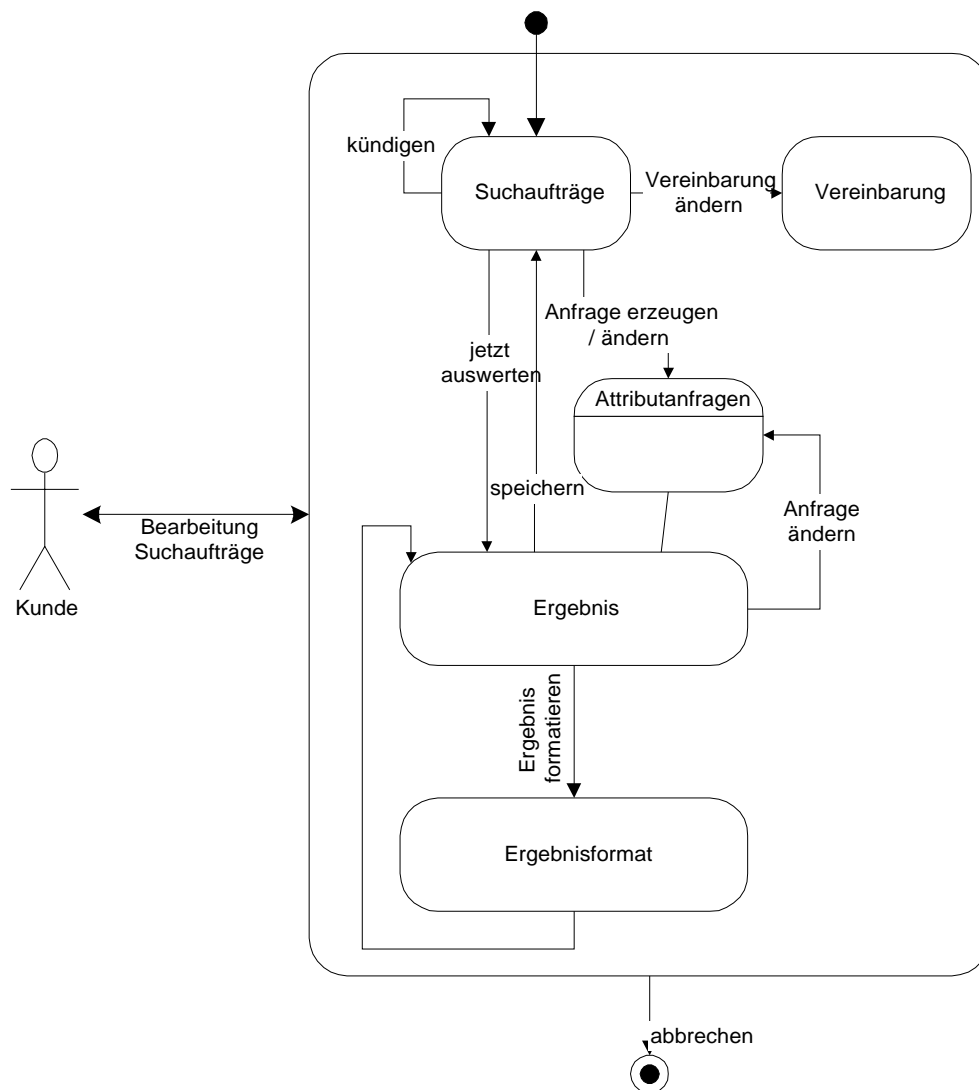 kündigen
Suchaufträge
Vereinbarung
ändern
Vereinbarung
Anfrage erzeugen
/ ändern
jetzt
auswerten
Attributanfragen
speichern
Anfrage
ändern
Bearbeitung
Suchaufträge
Kunde
Ergebnis
Ergebnis
formatieren
Ergebnisformat
abbrechen